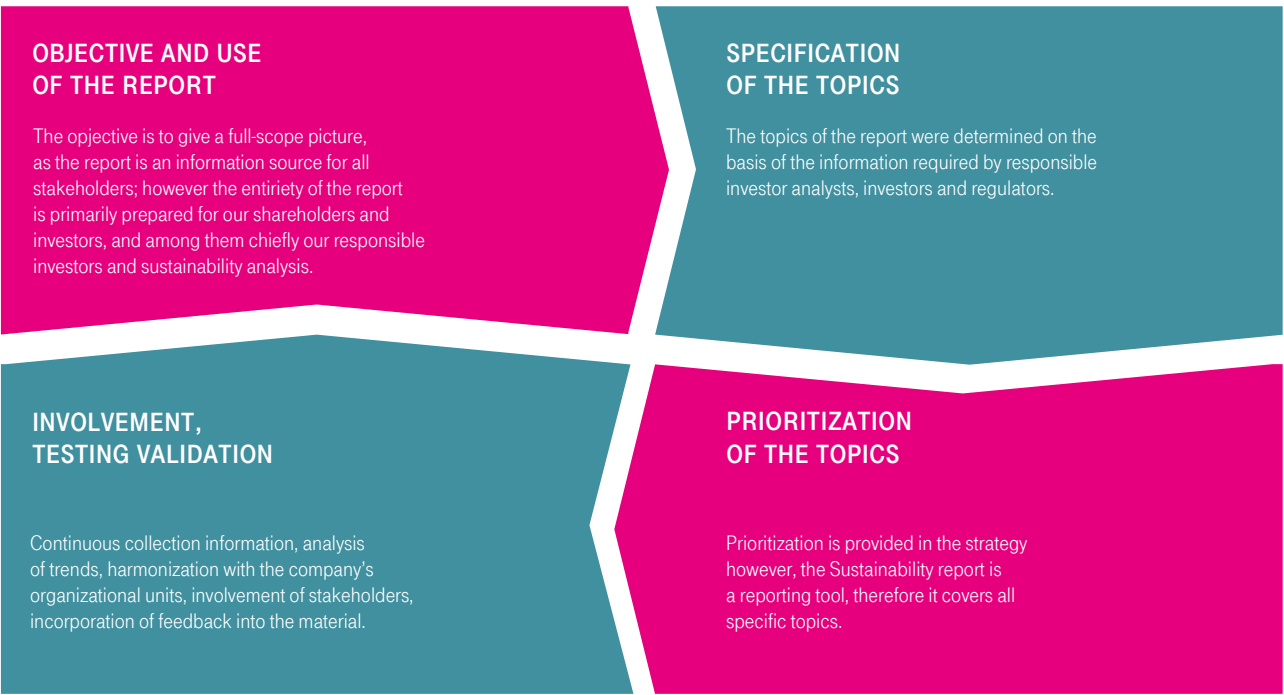 OBJECTIVE AND USE
OF THE REPORT
The opjective is to give a full-scope picture,
as the report is an information source for all
stakeholders; however the entiriety of the report
is primarily prepared for our shareholders and
investors, and among them chiefly our responsible
investors and sustainability analysis.
SPECIFICATION
OF THE TOPICS
The topics of the report were determined on the
basis of the information required by responsible
investor analysts, investors and regulators.
INVOLVEMENT,
TESTING VALIDATION
Continuous collection information, analysis
of trends, harmonization with the company's
organizational units, involvement of stakeholders,
incorporation of feedback into the material.
PRIORITIZATION
OF THE TOPICS
Prioritization is provided in the strategy
however, the Sustainability report is
a reporting tool, therefore it covers all
specific topics.